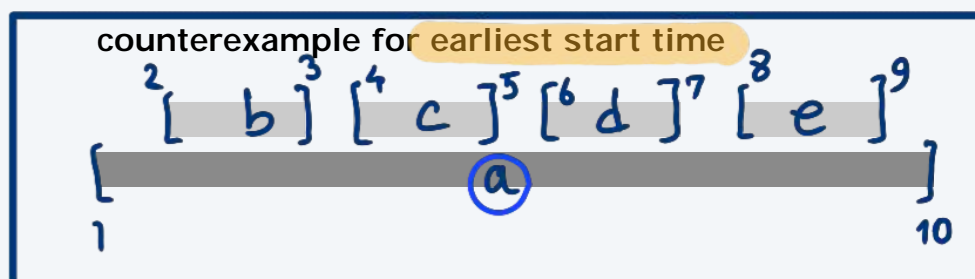 counterexample for earliest start time
2 [ b ] 3 [ 4 c ] 5 [ 6 d ] 7 [ 8 e ] 9
[ a ]
1 10